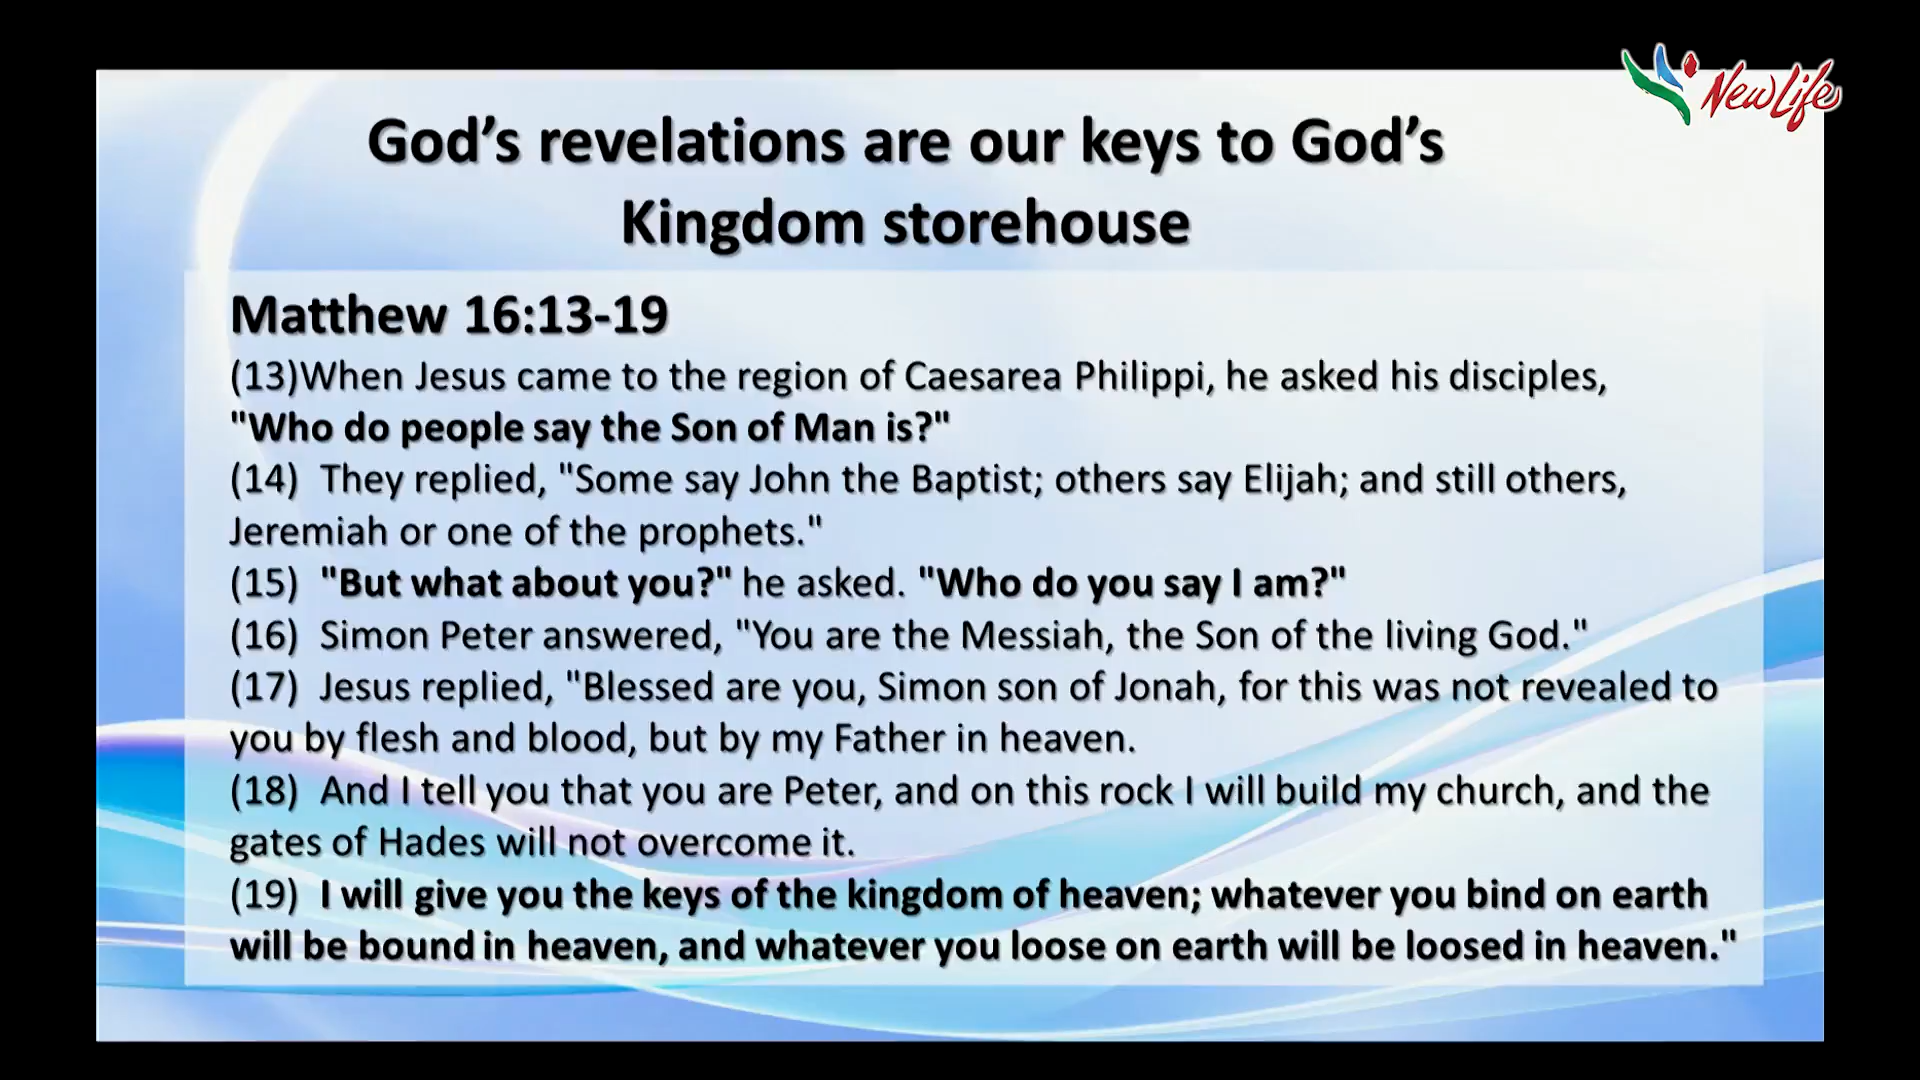 NewLife
God’s revelations are our keys to God’s
Kingdom storehouse
Matthew 16:13-19
(13)When Jesus came to the region of Caesarea Philippi, he asked his disciples,
"Who do people say the Son of Man is?"
(14) They replied, "Some say John the Baptist; others say Elijah; and still others,
Jeremiah or one of the prophets."
(15) "But what about you?" he asked. "Who do you say I am?"
(16) Simon Peter answered, "You are the Messiah, the Son of the living God."
(17) Jesus replied, "Blessed are you, Simon son of Jonah, for this was not revealed to
you by flesh and blood, but by my Father in heaven.
(18) And I tell you that you are Peter, and on this rock I will build my church, and the
gates of Hades will not overcome it.
(19) I will give you the keys of the kingdom of heaven; whatever you bind on earth
will be bound in heaven, and whatever you loose on earth will be loosed in heaven."